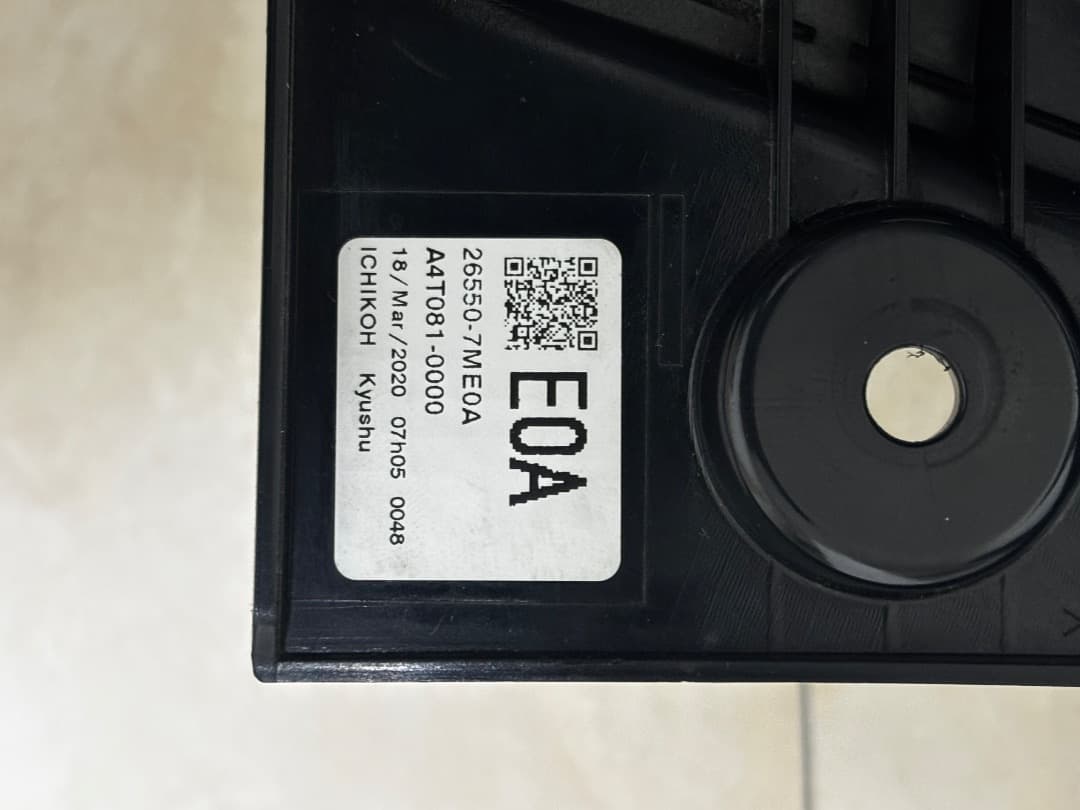 E0A
26550-7ME0A
A4T081-0000
18/Mar/2020 07h05 0048
ICHIKOH Kyushu